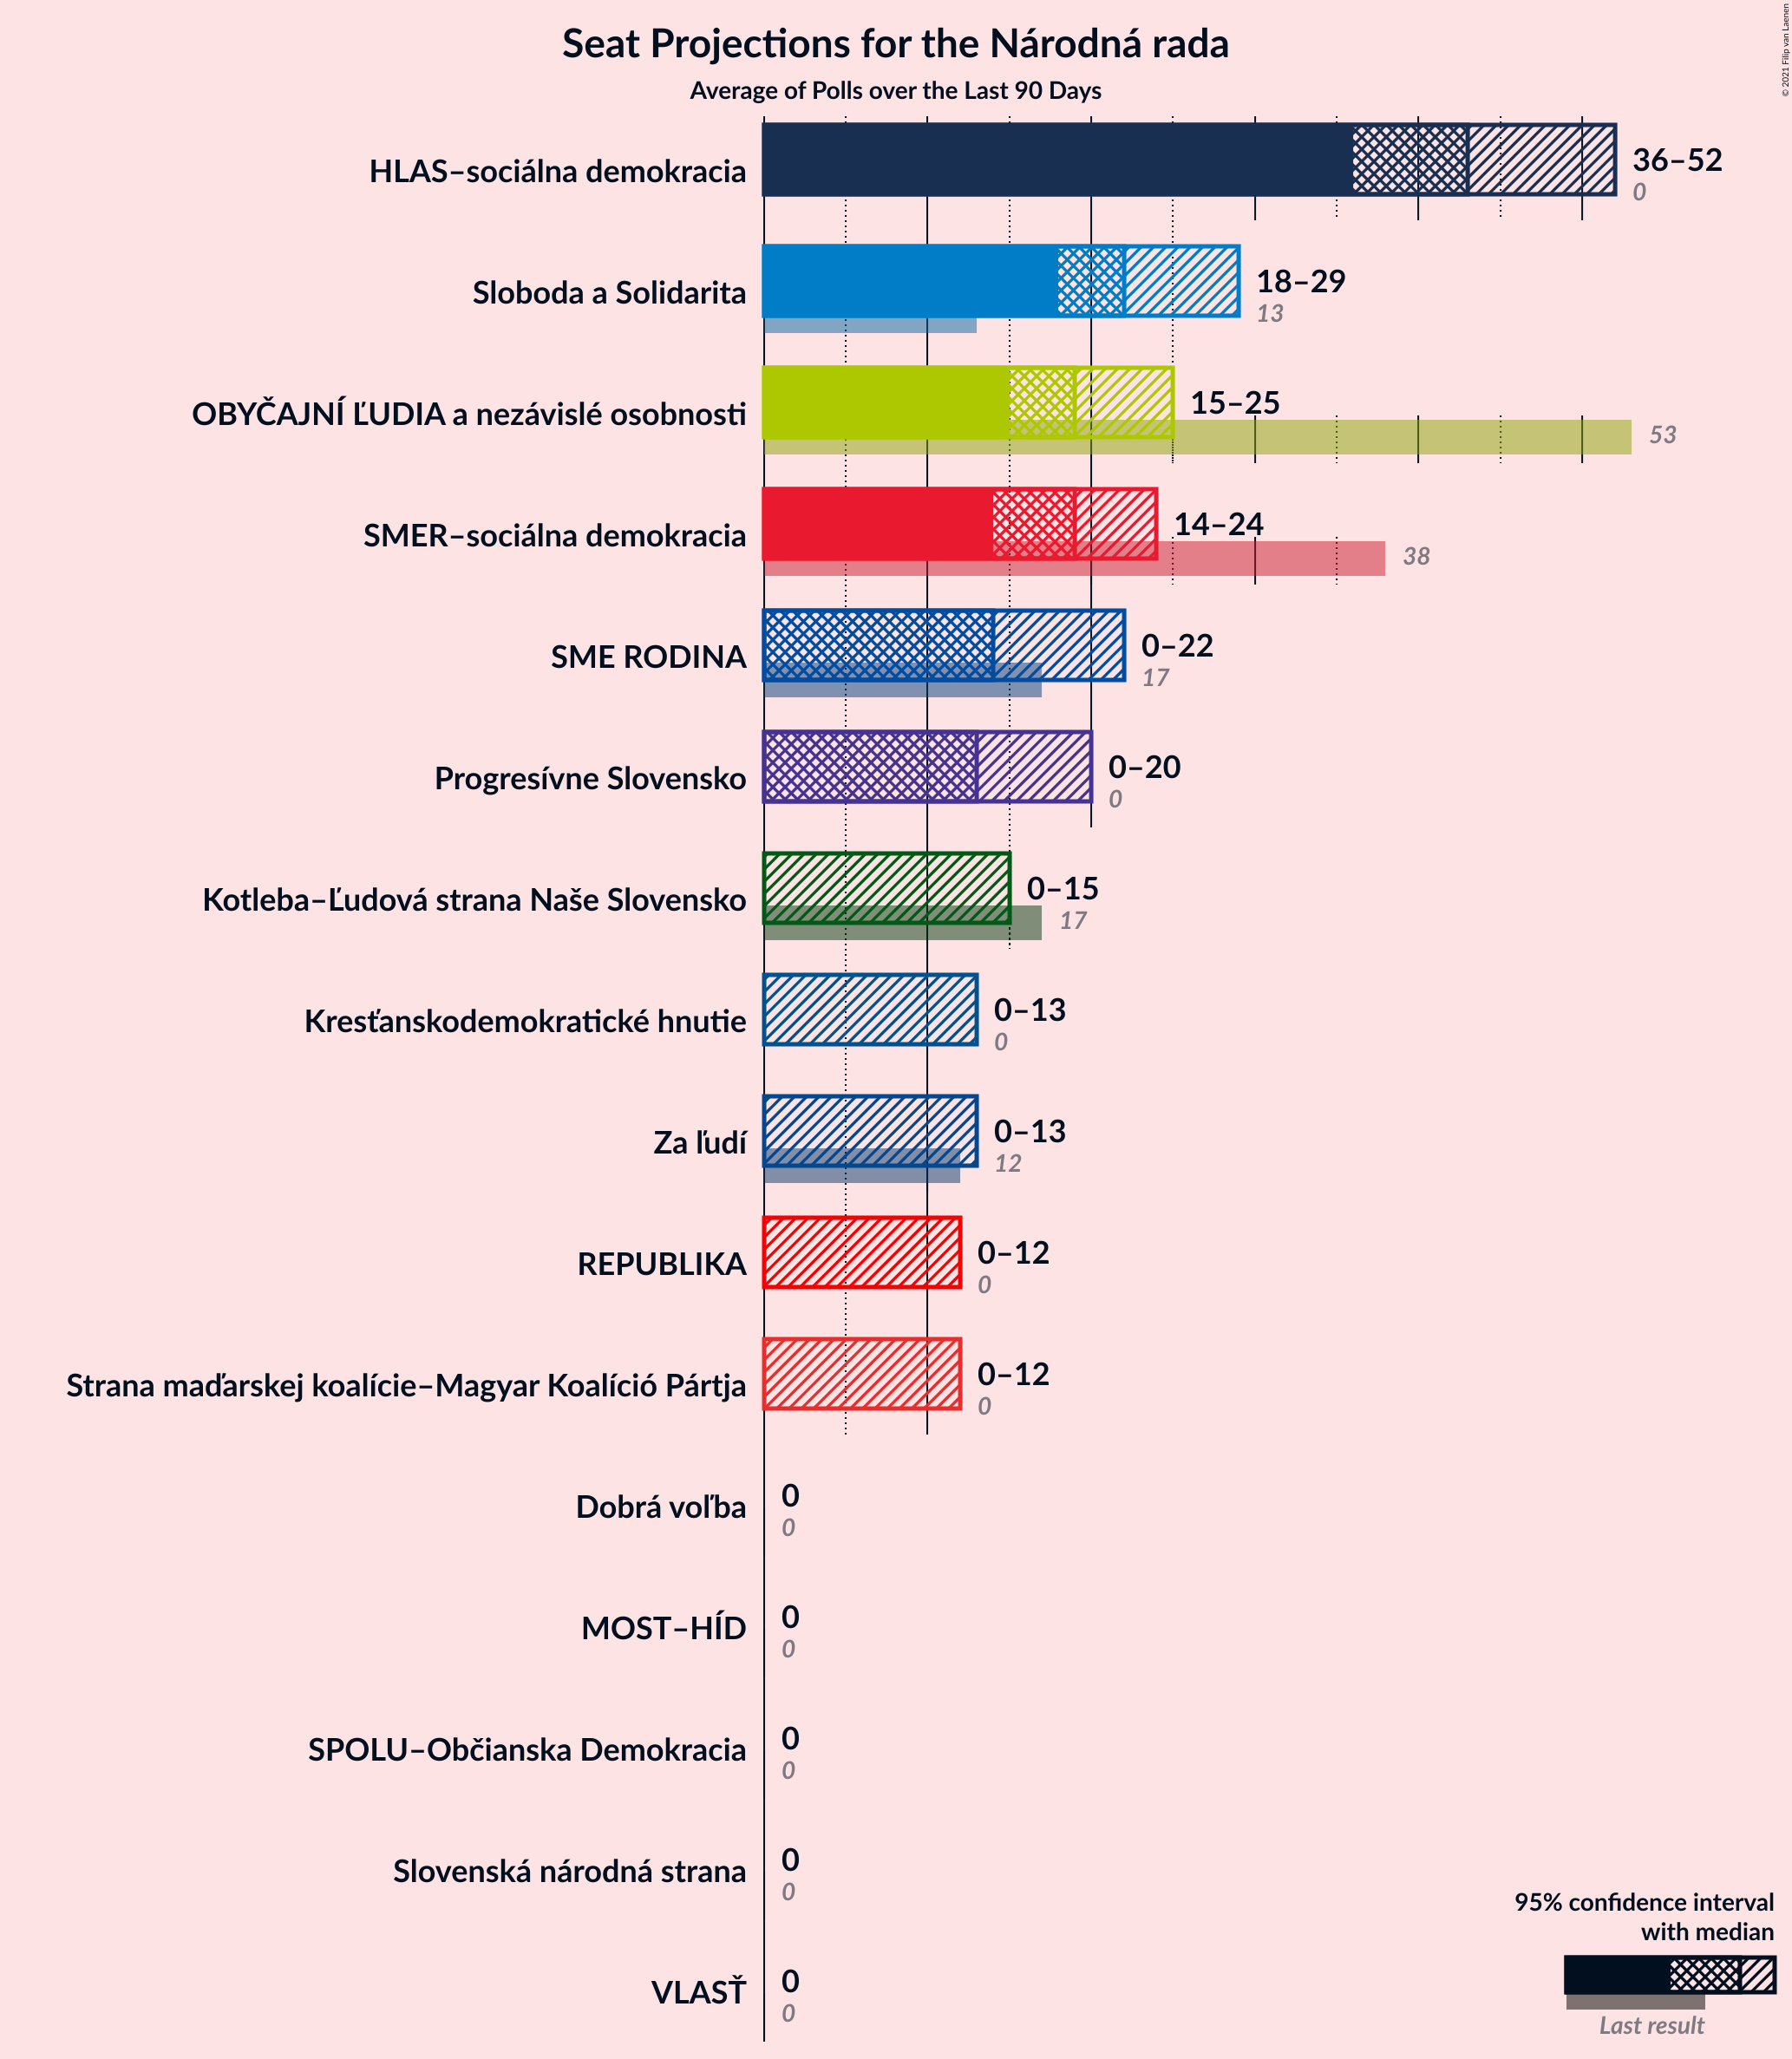 Seat Projections for the Národná rada
Average of Polls over the Last 90 Days
© 2021 Filip van Laenen
HLAS–sociálna demokracia
36–52
0
Sloboda a Solidarita
18–29
13
OBYČAJNÍ ĽUDIA a nezávislé osobnosti
15–25
53
SMER–sociálna demokracia
14–24
38
SME RODINA
0–22
17
Progresívne Slovensko
0–20
0
Kotleba–Ľudová strana Naše Slovensko
0–15
17
Kresťanskodemokratické hnutie
0–13
0
Za ľudí
0–13
12
REPUBLIKA
0–12
0
Strana maďarskej koalície–Magyar Koalíció Pártja
0–12
0
Dobrá voľba
0
0
MOST–HÍD
0
0
SPOLU–Občianska Demokracia
0
0
Slovenská národná strana
0
0
VLASŤ
0
0
95% confidence interval
with median
Last result